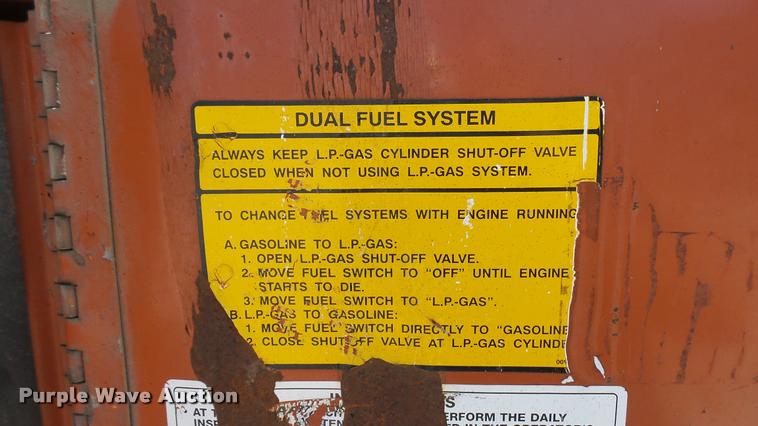 DUAL FUEL SYSTEM
ALWAYS KEEP L.P.-GAS CYLINDER SHUT-OFF VALVE
CLOSED WHEN NOT USING L.P.-GAS SYSTEM.
TO CHANGE FUEL SYSTEMS WITH ENGINE RUNNING
A. GASOLINE TO L.P.-GAS:
1. OPEN L.P.-GAS SHUT-OFF VALVE.
2. MOVE FUEL SWITCH TO "OFF" UNTIL ENGINE
STARTS TO DIE.
3. MOVE FUEL SWITCH TO "L.P.-GAS".
B. L.P.-GAS TO GASOLINE:
1. MOVE FUEL SWITCH DIRECTLY TO "GASOLINE
2. CLOSE SHUT-OFF VALVE AT L.P.-GAS CYLINDE
AT ERFORM THE DAILY
Purple Wave Auction